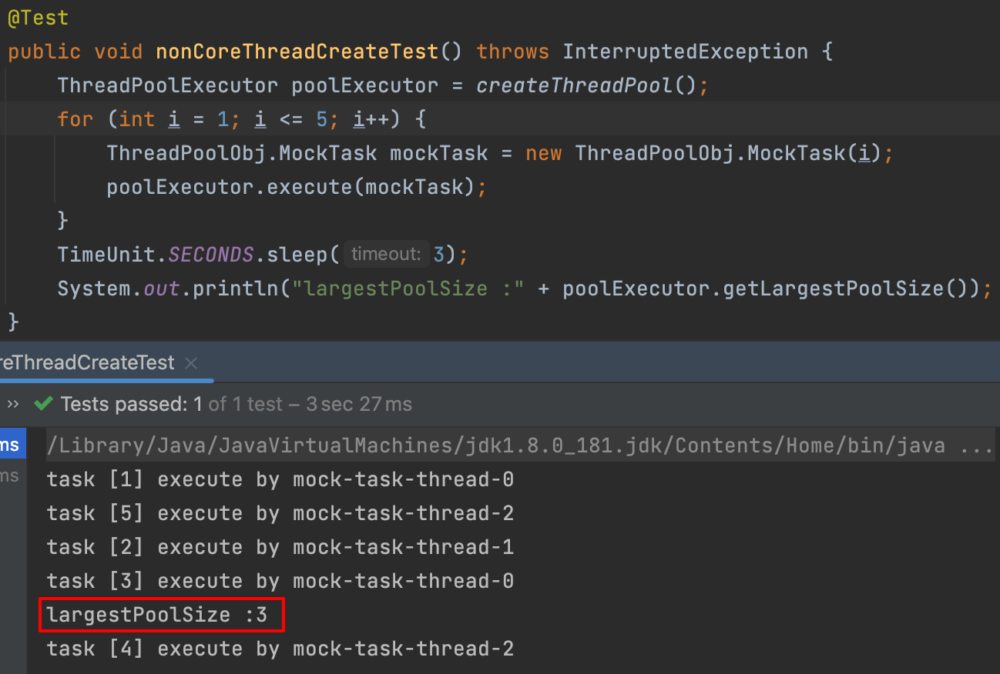 @Test
public void nonCoreThreadCreateTest() throws InterruptedException {
ThreadPoolExecutor poolExecutor = createThreadPool();
for (int i = 1; i <= 5; i++) {
ThreadPoolObj.MockTask mockTask = new ThreadPoolObj.MockTask(i);
poolExecutor.execute(mockTask);
}
TimeUnit.SECONDS.sleep( timeout: 3);
System.out.println("largestPoolSize :" + poolExecutor.getLargestPoolSize());
}
reThreadCreateTest ×
>> ✔ Tests passed: 1 of 1 test – 3 sec 27 ms
ms /Library/Java/JavaVirtualMachines/jdk1.8.0_181.jdk/Contents/Home/bin/java ...
ms task [1] execute by mock-task-thread-0
task [5] execute by mock-task-thread-2
task [2] execute by mock-task-thread-1
task [3] execute by mock-task-thread-0
largestPoolSize :3
task [4] execute by mock-task-thread-2